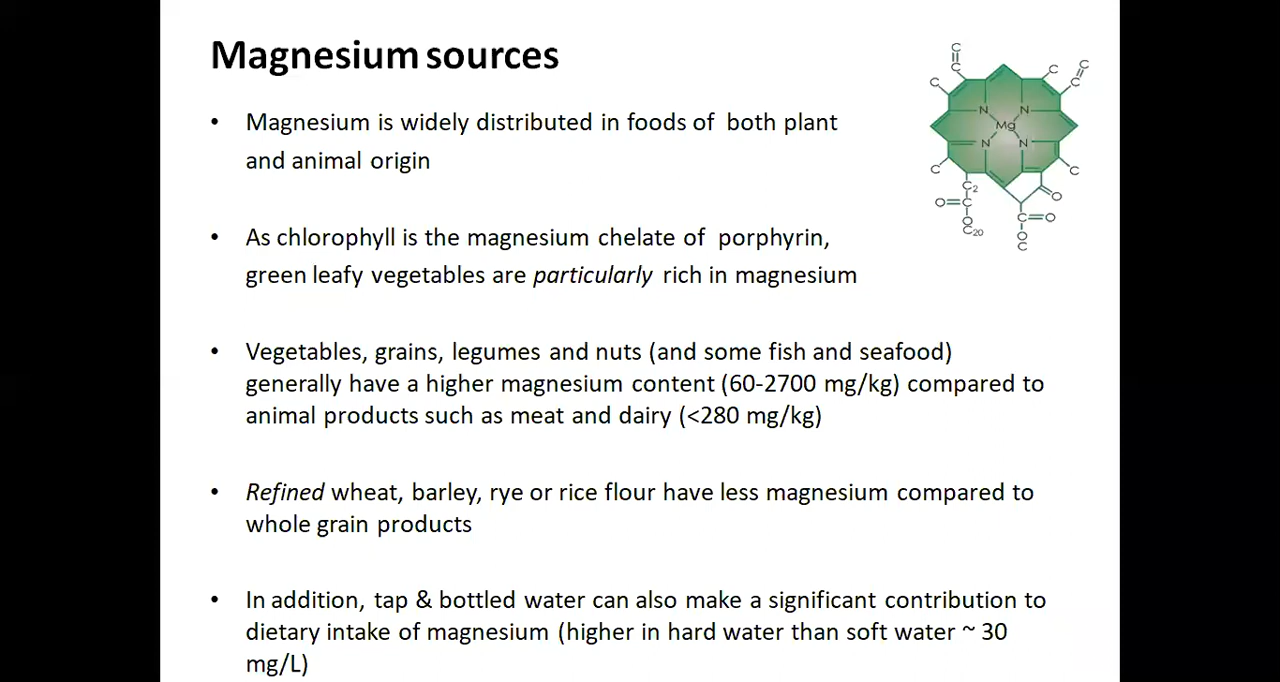 Magnesium sources
• Magnesium is widely distributed in foods of both plant
and animal origin
• As chlorophyll is the magnesium chelate of porphyrin,
green leafy vegetables are particularly rich in magnesium
• Vegetables, grains, legumes and nuts (and some fish and seafood)
generally have a higher magnesium content (60-2700 mg/kg) compared to
animal products such as meat and dairy (<280 mg/kg)
• Refined wheat, barley, rye or rice flour have less magnesium compared to
whole grain products
• In addition, tap & bottled water can also make a significant contribution to
dietary intake of magnesium (higher in hard water than soft water ~ 30
mg/L)
C
C
C
C
C
C
N N
Mg
N N
C
C
C2
O=C
O
C20
O
C=O
O
C